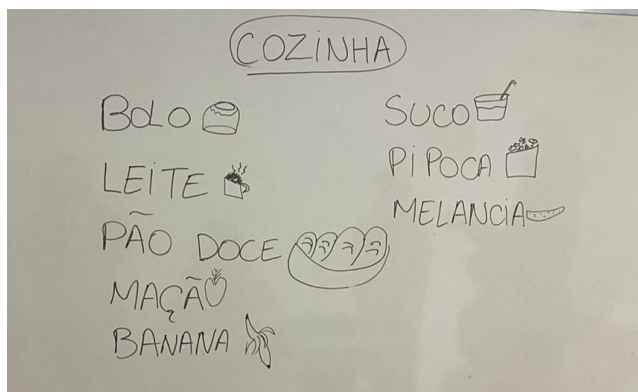 COZINHA
BOLO
LEITE
PÃO DOCE
MAÇÃ
BANANA
SUCO
PIPOCA
MELANCIA